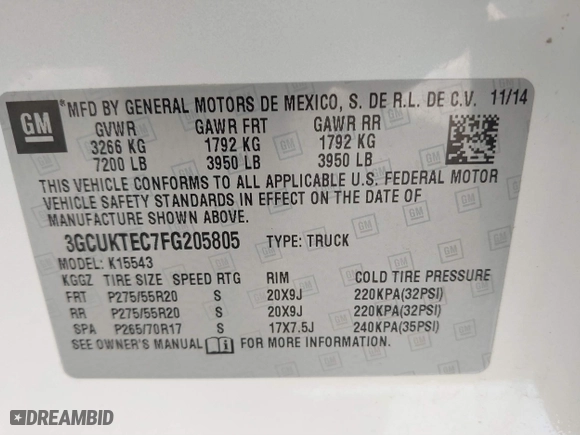 GM ® MFD BY GENERAL MOTORS DE MEXICO, S. DE R.L. DE C.V. 11/14
GVWR GAWR FRT GAWR RR
3266 KG 1792 KG 1792 KG
7200 LB 3950 LB 3950 LB
THIS VEHICLE CONFORMS TO ALL APPLICABLE U.S. FEDERAL MOTOR
VEHICLE SAFETY STANDARDS IN EFFECT ON THE DATE OF
MANUFACTURE SHOWN ABOVE.
3GCUKTEC7FG205805 TYPE: TRUCK
MODEL: K15543
KGGZ TIRE SIZE SPEED RTG RIM COLD TIRE PRESSURE
FRT P275/55R20 S 20X9J 220KPA(32PSI)
RR P275/55R20 S 20X9J 220KPA(32PSI)
SPA P265/70R17 S 17X7.5J 240KPA(35PSI)
SEE OWNER'S MANUAL FOR MORE INFORMATION.
DREAMBID